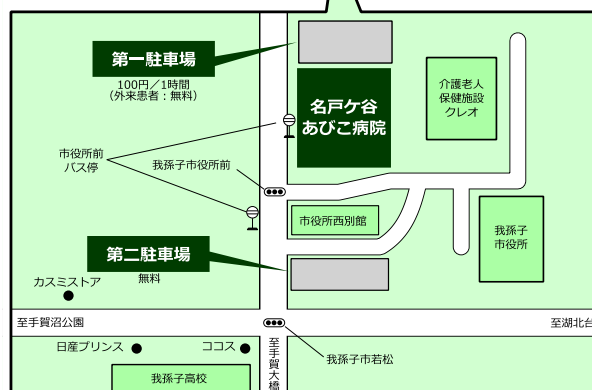 第一駐車場
100円／1時間
（外来患者：無料）
名戸ケ谷
あびこ病院
介護老人
保健施設
クレオ
市役所前
バス停
我孫子市役所前
市役所西別館
我孫子
市役所
第二駐車場
無料
カスミストア
至手賀沼公園
至湖北台
日産プリンス
ココス
至手賀大橋
我孫子市若松
我孫子高校